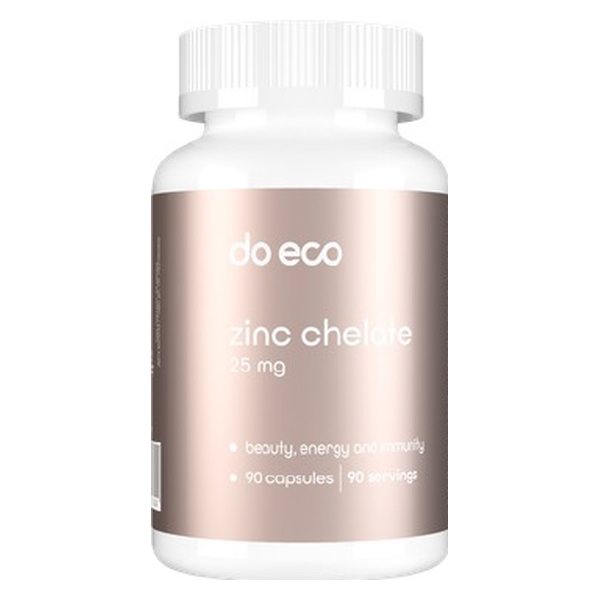 do eco
zinc chelate
25 mg
• beauty, energy and immunity
• 90 capsules | 90 servings